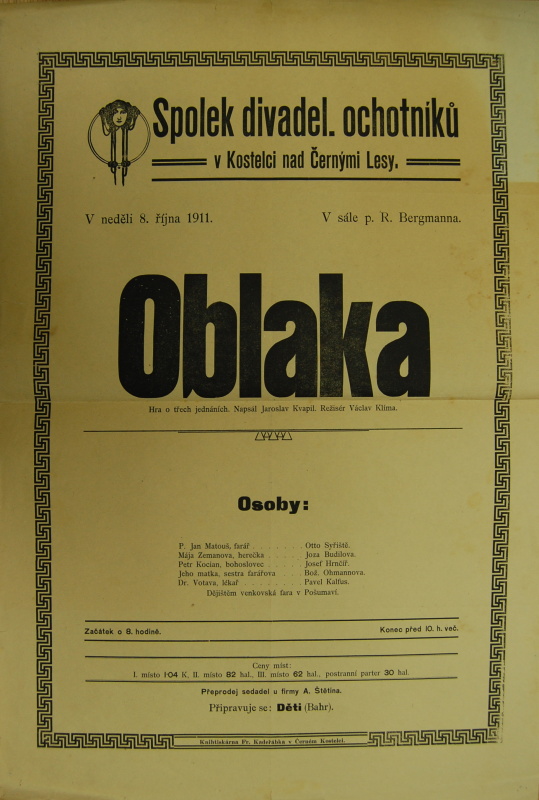 Spolek divadel. ochotníků
v Kostelci nad Černými Lesy.
V neděli 8. října 1911. V sále p. R. Bergmanna.
Oblaka
Hra o třech jednáních. Napsal Jaroslav Kvapil. Režisér Václav Klíma.
Osoby:
P. Jan Matouš, farář . . . . . . Otto Syřiště.
Mája Zemanova, herečka . . . . Joza Budilova.
Petr Kocian, bohoslovec . . . . . Josef Hrnčíř.
Jeho matka, sestra farářova . . . Bož. Ohmannova.
Dr. Votava, lékař . . . . . . . Pavel Kalfus.
Dějištěm venkovská fara v Pošumaví.
Začátek o 8. hodině. Konec před 10. h. več.
Ceny míst:
I. místo 1·04 K, II. místo 82 hal., III. místo 62 hal., postranní parter 30 hal.
Přeprodej sedadel u firmy A. Štětina.
Připravuje se: Děti (Bahr).
Knihtiskárna Fr. Kadeřábka v Černém Kostelci.